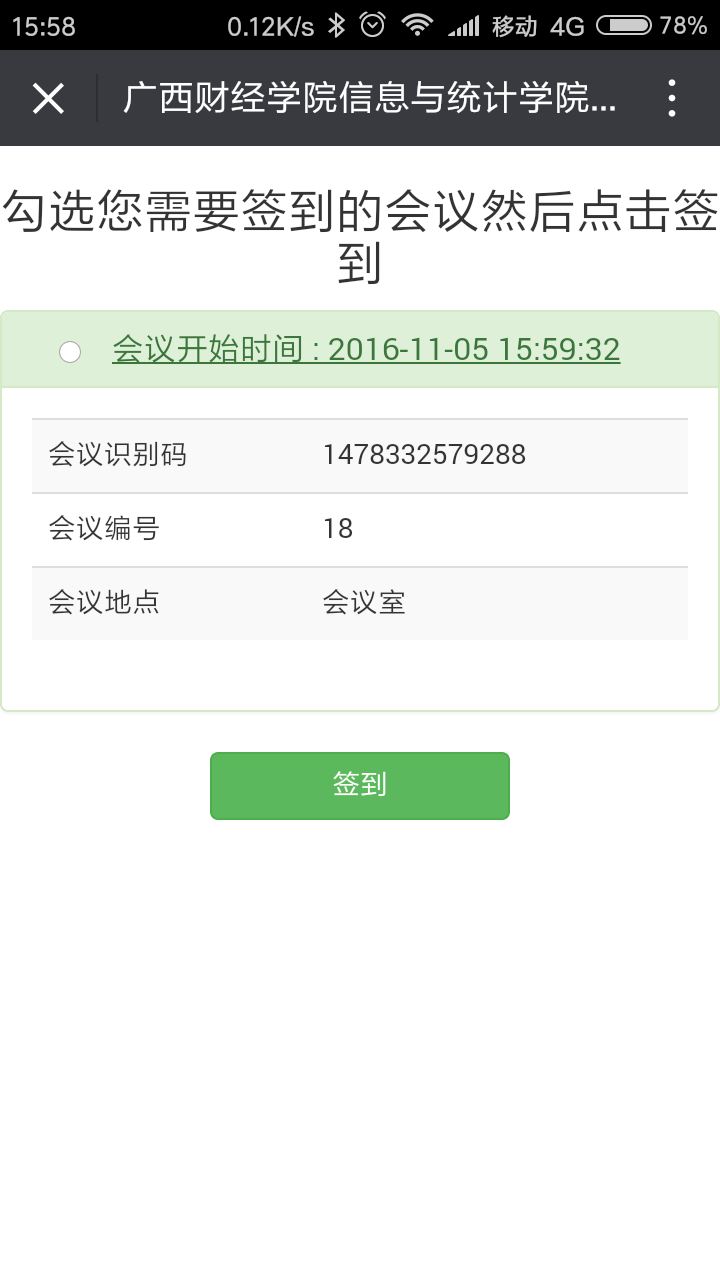 15:58 0.12K/s 移动 4G 78%
广西财经学院信息与统计学院...
勾选您需要签到的会议然后点击签
到
会议开始时间 : 2016-11-05 15:59:32
会议识别码 1478332579288
会议编号 18
会议地点 会议室
签到